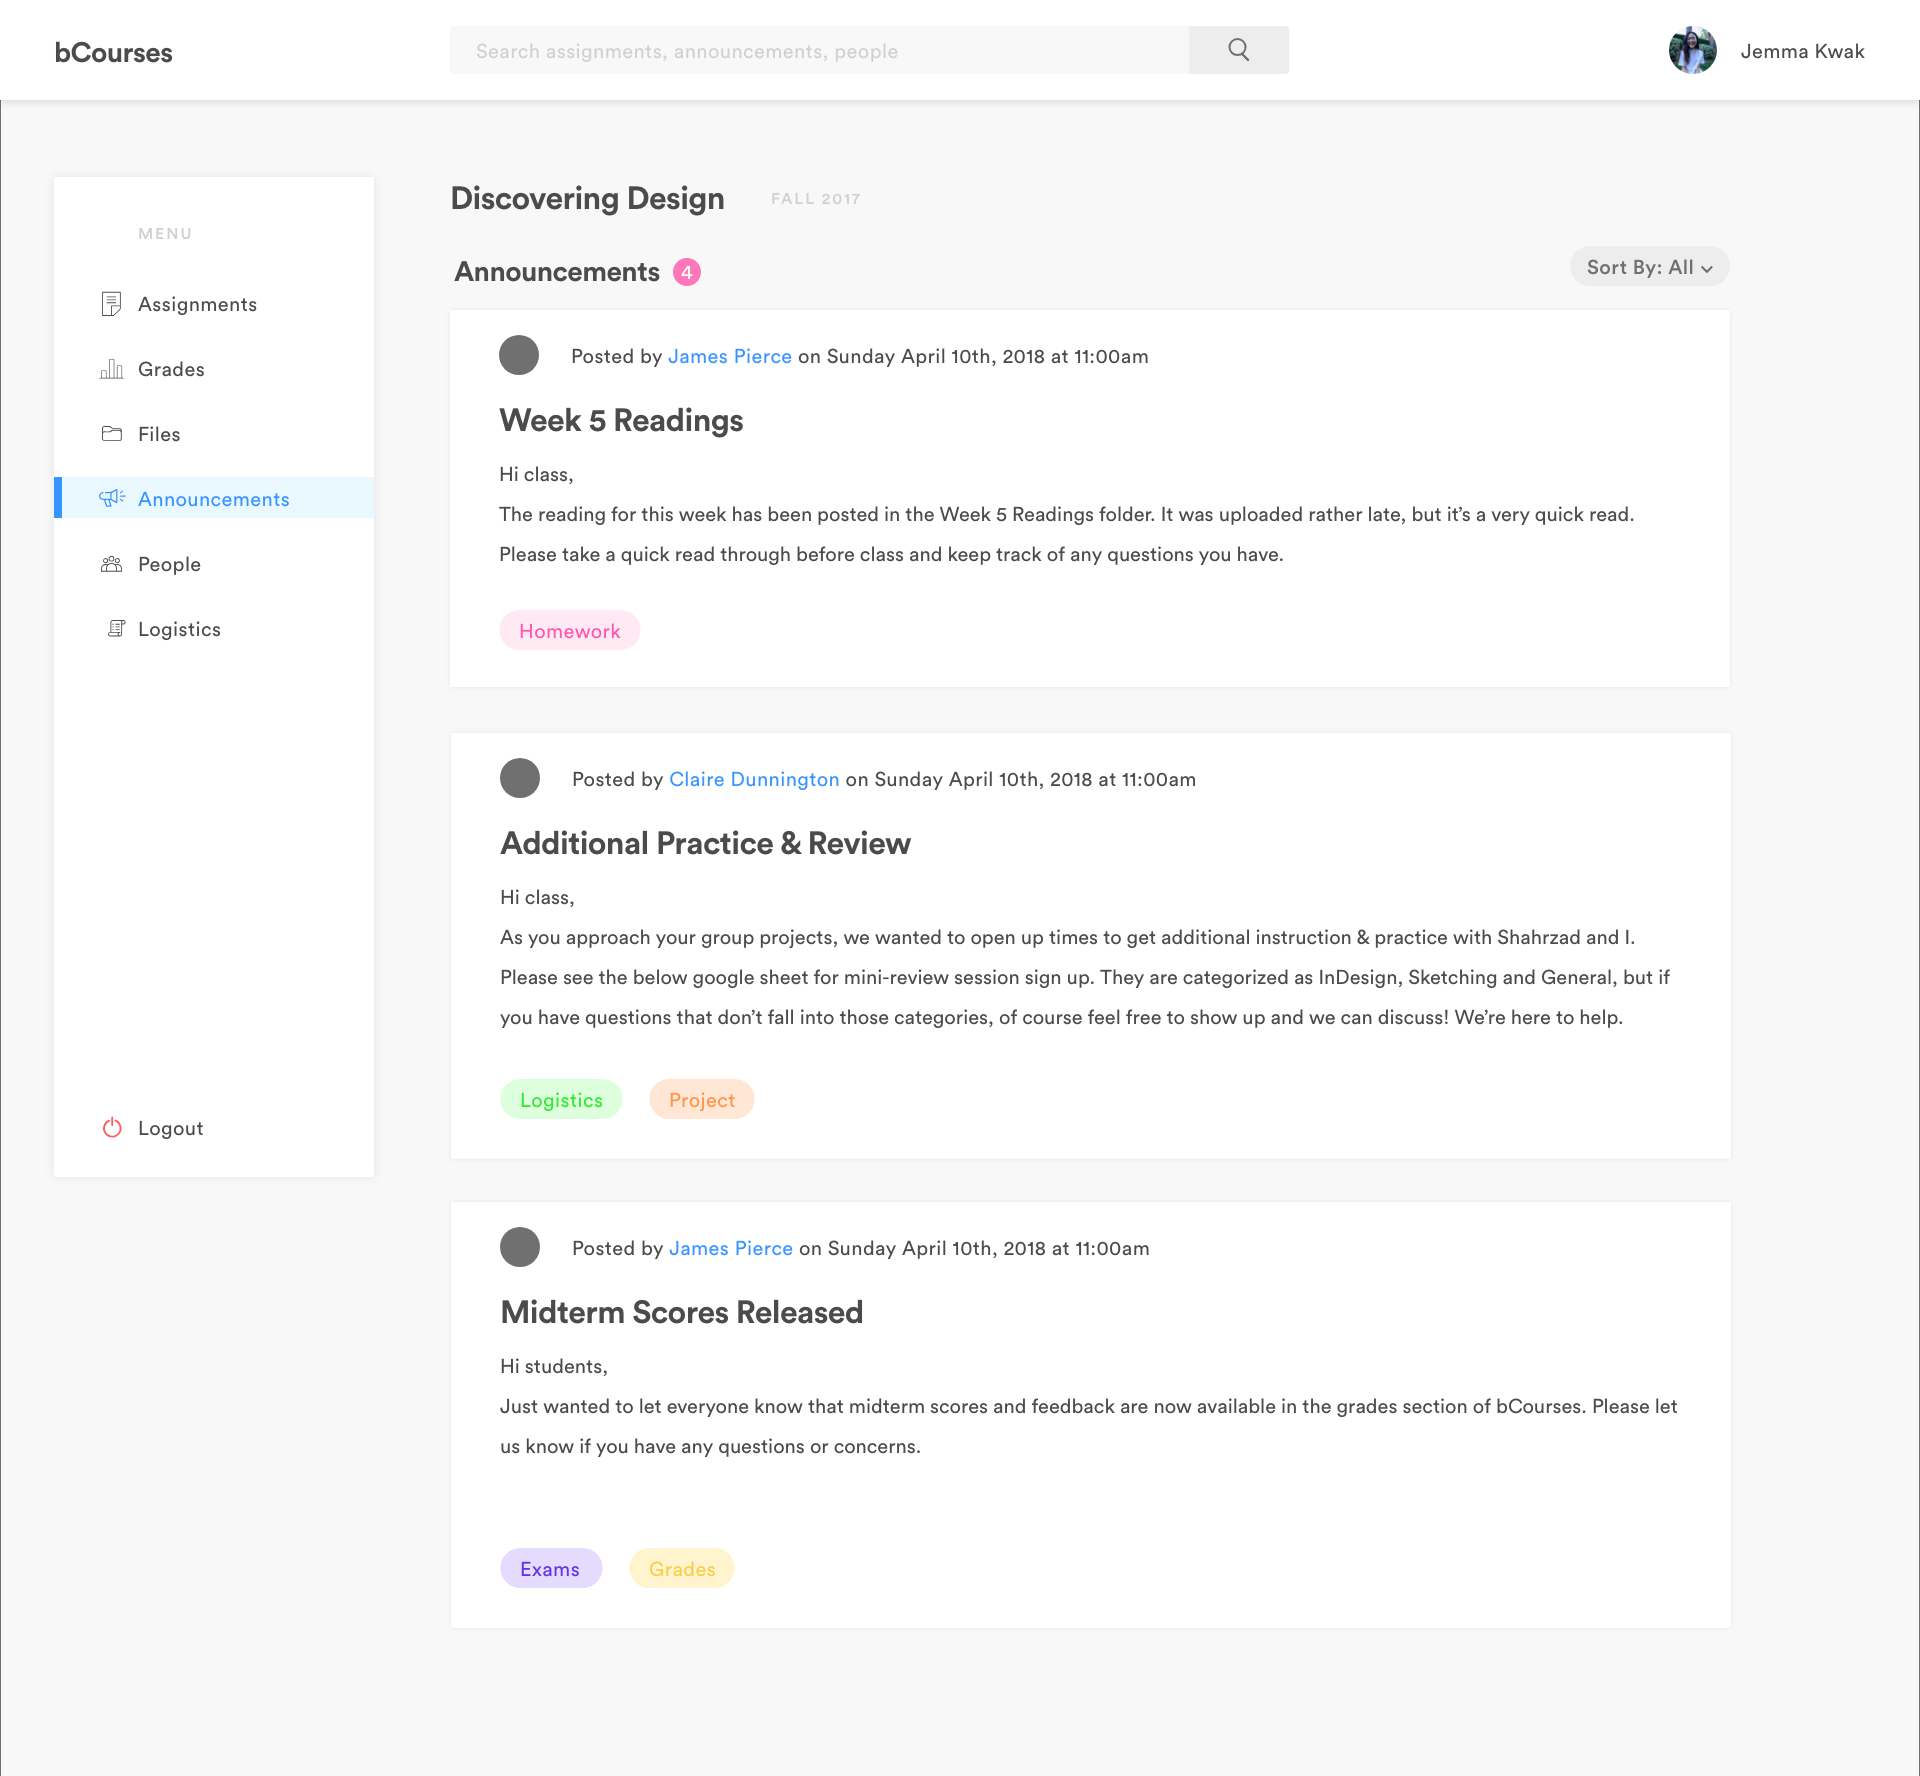 bCourses
Search assignments, announcements, people
Jemma Kwak
MENU
Assignments
Grades
Files
Announcements
People
Logistics
Logout
Discovering Design FALL 2017
Announcements 4
Sort By: All
Posted by James Pierce on Sunday April 10th, 2018 at 11:00am
Week 5 Readings
Hi class,
The reading for this week has been posted in the Week 5 Readings folder. It was uploaded rather late, but it’s a very quick read.
Please take a quick read through before class and keep track of any questions you have.
Homework
Posted by Claire Dunnington on Sunday April 10th, 2018 at 11:00am
Additional Practice & Review
Hi class,
As you approach your group projects, we wanted to open up times to get additional instruction & practice with Shahrzad and I.
Please see the below google sheet for mini-review session sign up. They are categorized as InDesign, Sketching and General, but if
you have questions that don’t fall into those categories, of course feel free to show up and we can discuss! We’re here to help.
Logistics Project
Posted by James Pierce on Sunday April 10th, 2018 at 11:00am
Midterm Scores Released
Hi students,
Just wanted to let everyone know that midterm scores and feedback are now available in the grades section of bCourses. Please let
us know if you have any questions or concerns.
Exams Grades